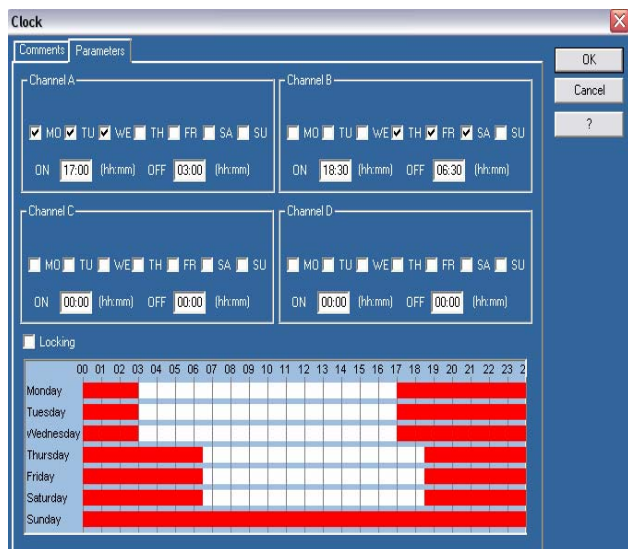 Clock
Comments Parameters
OK
Cancel
?
Channel A
MO TU WE TH FR SA SU
ON 17:00 (hh:mm) OFF 03:00 (hh:mm)
Channel B
MO TU WE TH FR SA SU
ON 18:30 (hh:mm) OFF 06:30 (hh:mm)
Channel C
MO TU WE TH FR SA SU
ON 00:00 (hh:mm) OFF 00:00 (hh:mm)
Channel D
MO TU WE TH FR SA SU
ON 00:00 (hh:mm) OFF 00:00 (hh:mm)
Locking
00 01 02 03 04 05 06 07 08 09 10 11 12 13 14 15 16 17 18 19 20 21 22 23 2
Monday
Tuesday
Wednesday
Thursday
Friday
Saturday
Sunday